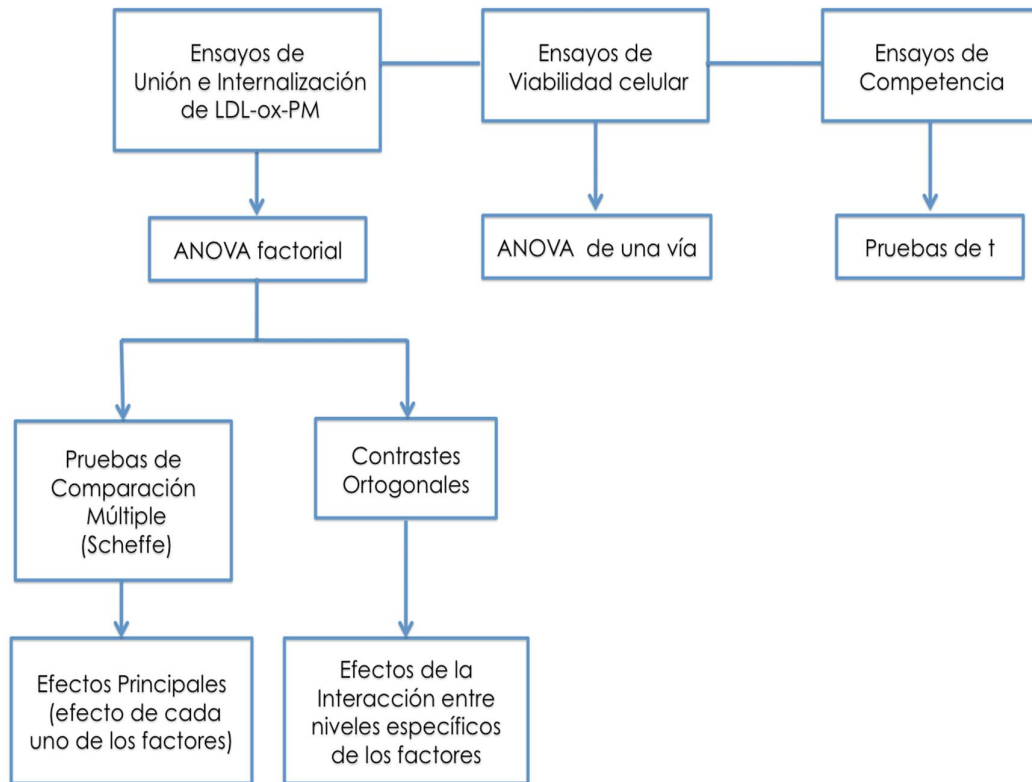 Ensayos de
Unión e Internalización
de LDL-ox-PM
Ensayos de
Viabilidad celular
Ensayos de
Competencia
ANOVA factorial
ANOVA de una vía
Pruebas de t
Pruebas de
Comparación
Múltiple
(Scheffe)
Contrastes
Ortogonales
Efectos Principales
(efecto de cada
uno de los factores)
Efectos de la
Interacción entre
niveles específicos
de los factores